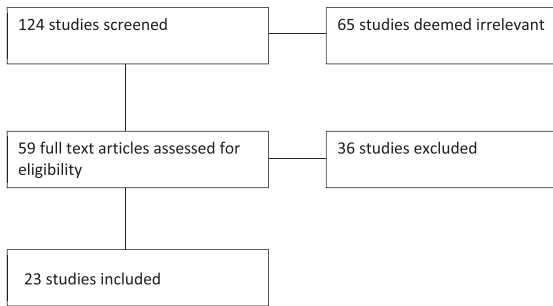 124 studies screened
65 studies deemed irrelevant
59 full text articles assessed for
eligibility
36 studies excluded
23 studies included